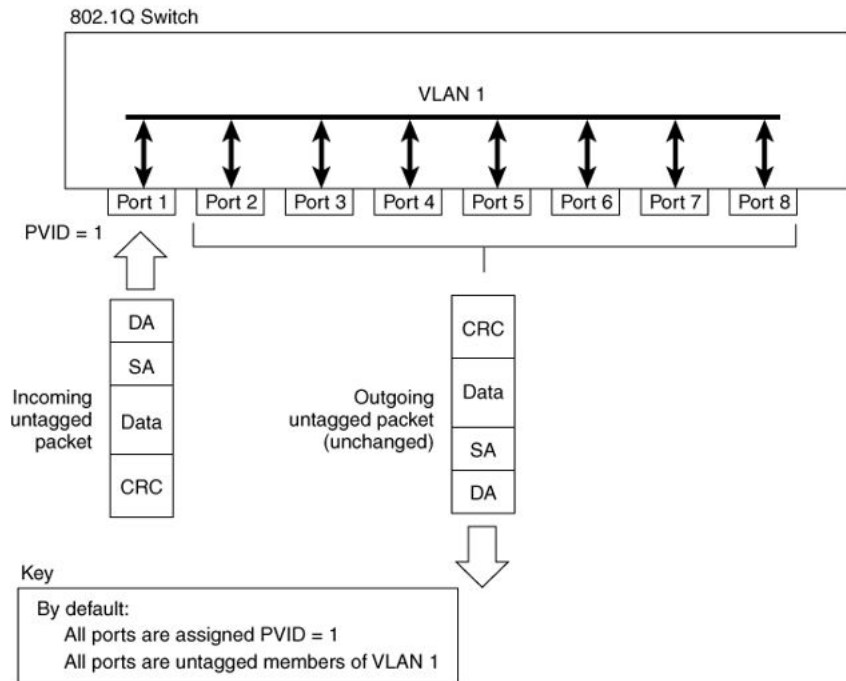 802.1Q Switch
VLAN 1
Port 1
Port 2
Port 3
Port 4
Port 5
Port 6
Port 7
Port 8
PVID = 1
DA
SA
Data
CRC
Incoming
untagged
packet
CRC
Data
SA
DA
Outgoing
untagged packet
(unchanged)
Key
By default:
All ports are assigned PVID = 1
All ports are untagged members of VLAN 1